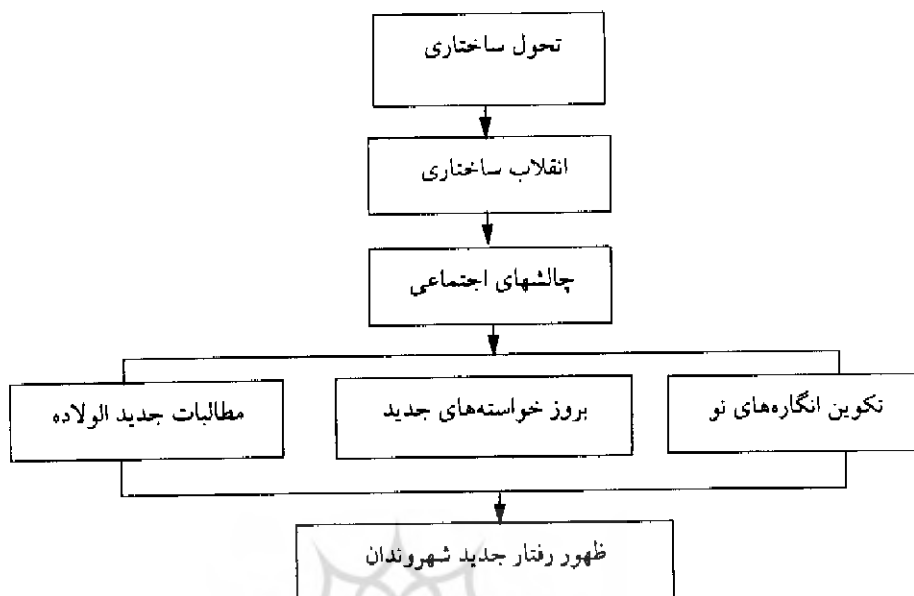 تحول ساختاری
انقلاب ساختاری
چالشهای اجتماعی
تکوین انگاره‌های نو
بروز خواسته‌های جدید
مطالبات جدید الولاده
ظهور رفتار جدید شهروندان